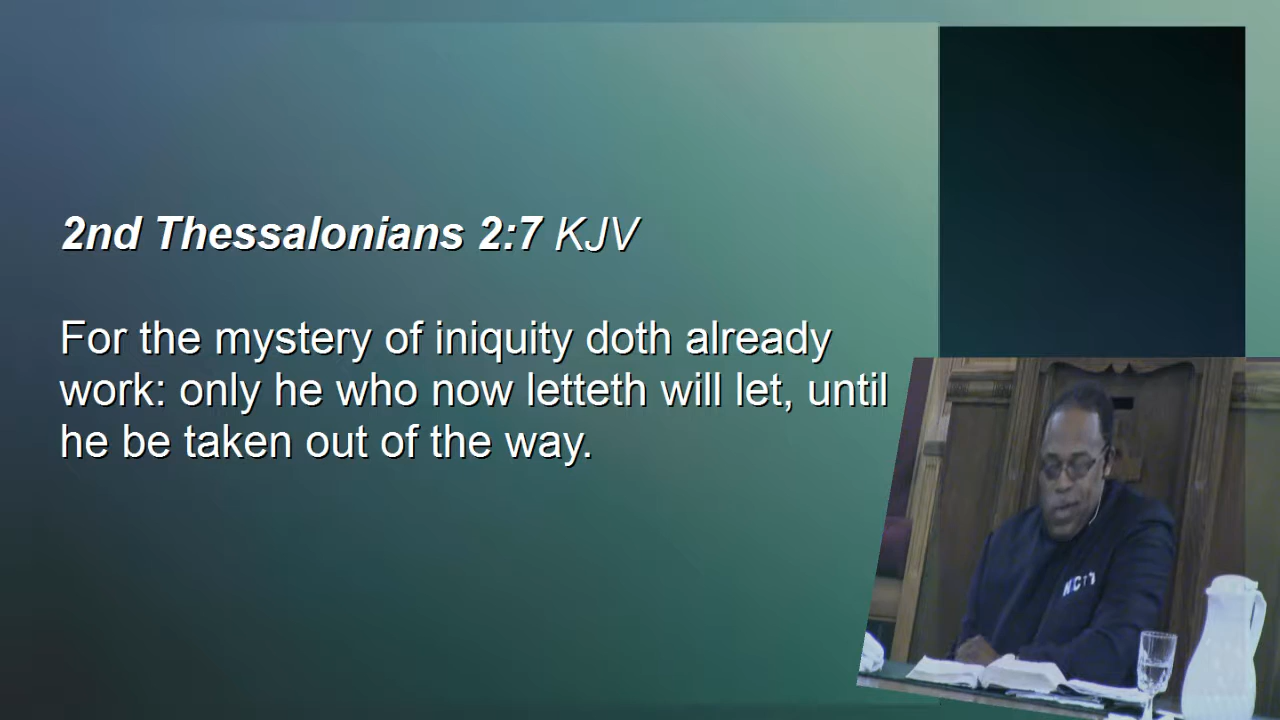 2nd Thessalonians 2:7 KJV
For the mystery of iniquity doth already
work: only he who now letteth will let, until
he be taken out of the way.